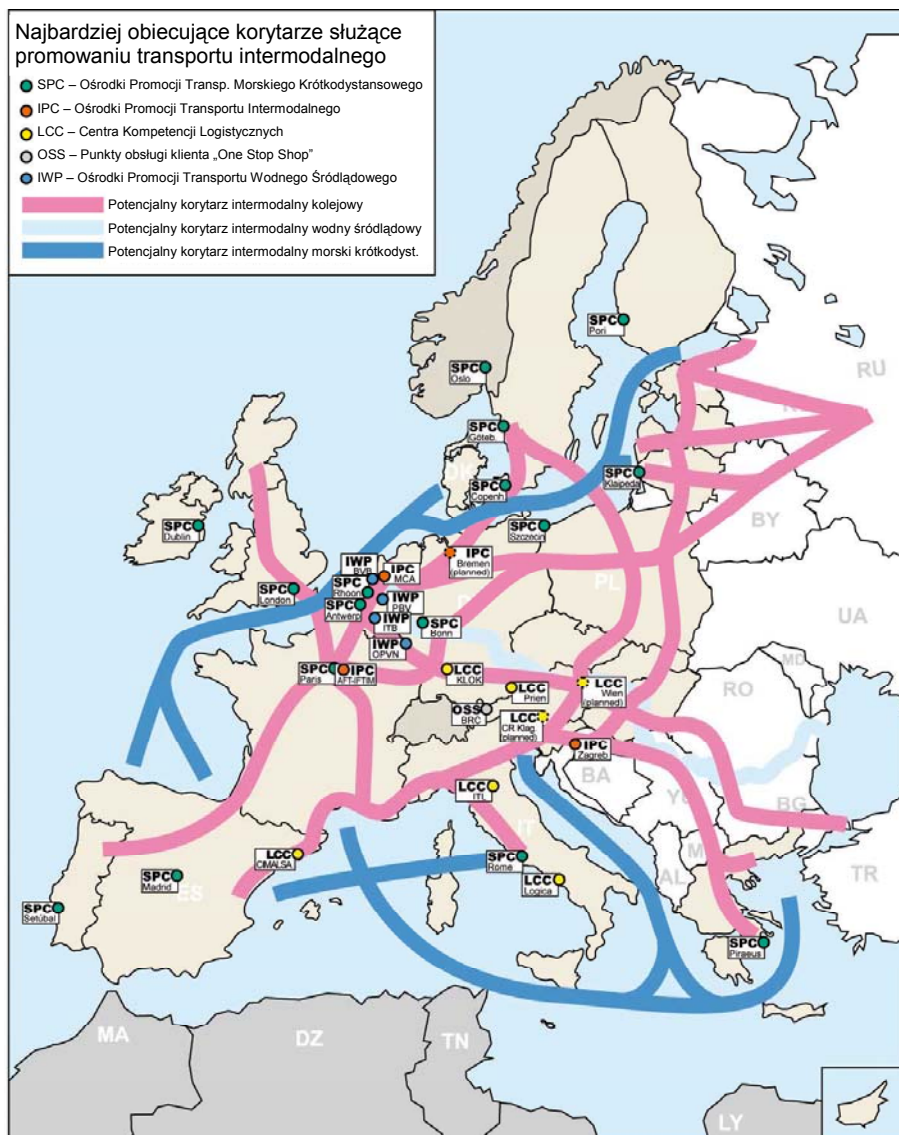 Najbardziej obiecujące korytarze służące
promowaniu transportu intermodalnego
SPC – Ośrodki Promocji Transp. Morskiego Krótkodystansowego
IPC – Ośrodki Promocji Transportu Intermodalnego
LCC – Centra Kompetencji Logistycznych
OSS – Punkty obsługi klienta „One Stop Shop”
IWP – Ośrodki Promocji Transportu Wodnego Śródlądowego
Potencjalny korytarz intermodalny kolejowy
Potencjalny korytarz intermodalny wodny śródlądowy
Potencjalny korytarz intermodalny morski krótkodyst.
SPC
Pori
SPC
Oslo
RU
SPC
Göteb.
DK
SPC
Copenh
SPC
Klaipeda
SPC
Dublin
SPC
Szczecin
BY
IWP
BVB
IPC
MCA
IPC
Bremen
(planned)
SPC
London
SPC
Rhoon
IWP
PBV
PL
SPC
Antwerp
IWP
ITB
SPC
Bonn
UA
IWP
OPVN
SPC
Paris
IPC
AFT-IFTIM
LCC
KLOK
LCC
Prien
LCC
Wien
(planned)
MD
RO
OSS
BRC
LCC
CR Klag.
(planned)
IPC
Zagreb
BA
LCC
ITL
IT
BG
LCC
CIMALSA
SPC
Rome
AL
TR
SPC
Madrid
ES
LCC
Logica
SPC
Setúbal
SPC
Piraeus
MA
DZ
TN
LY